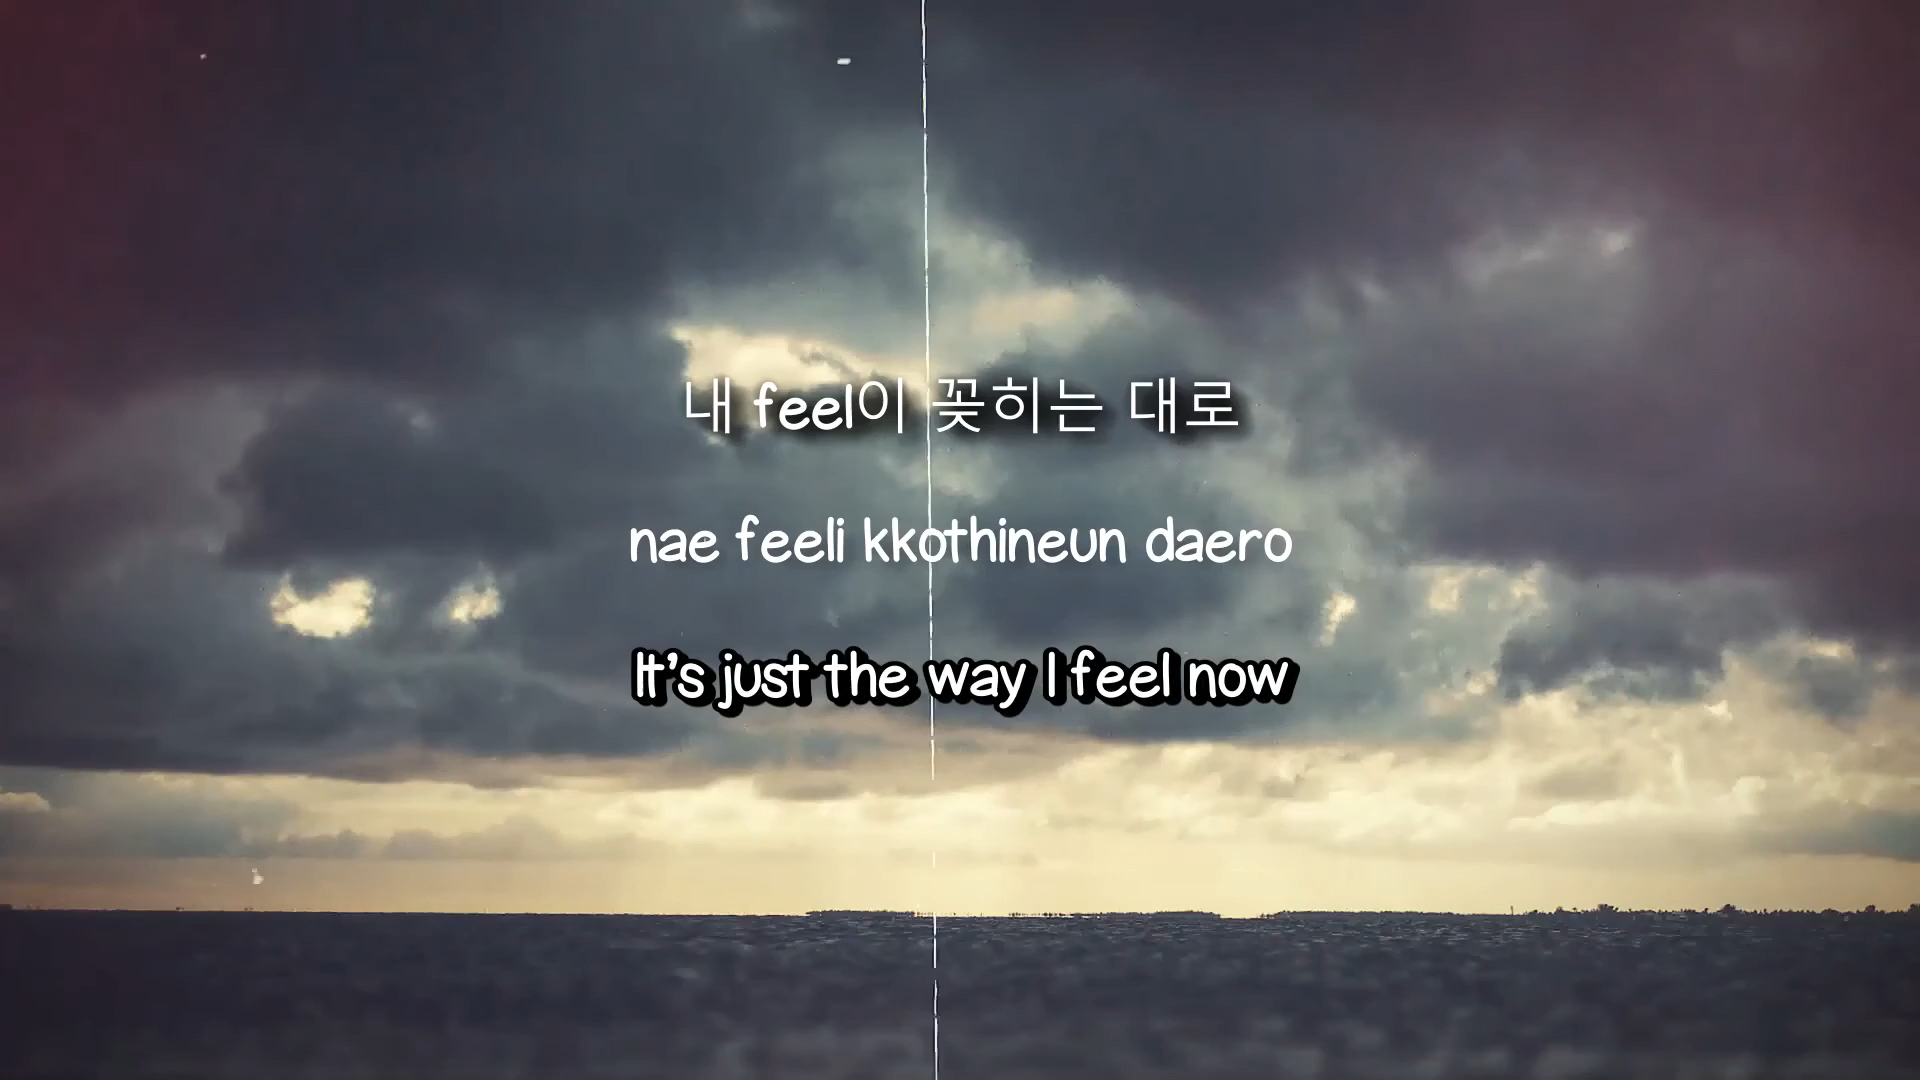 내 feel이 꽂히는 대로
nae feeli kkothineun daero
It's just the way I feel now